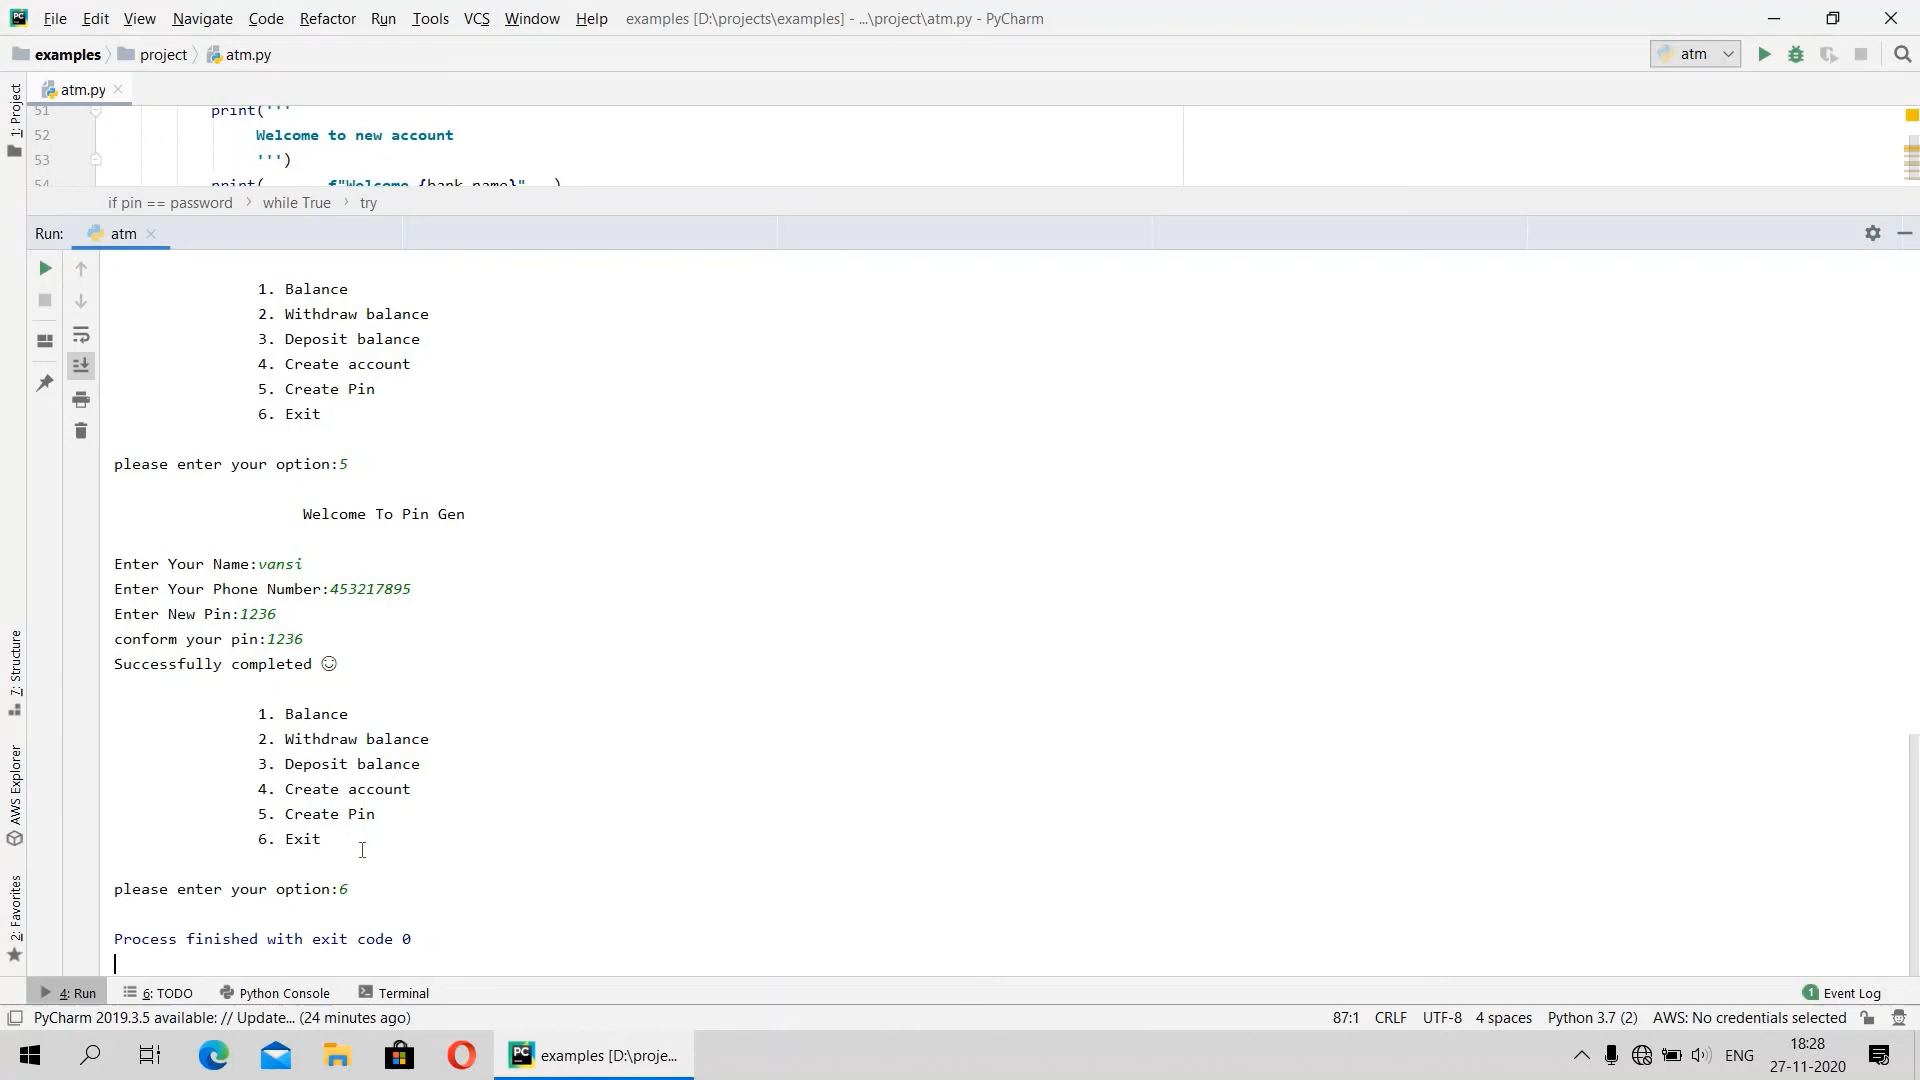 File Edit View Navigate Code Refactor Run Tools VCS Window Help examples [D:\projects\examples] - ...\project\atm.py - PyCharm
examples project atm.py atm
atm.py
51 print('''
52 Welcome to new account
53 ''')
54 print( f"Welcome {bank_name}" )
if pin == password › while True › try
Run: atm
1. Balance
2. Withdraw balance
3. Deposit balance
4. Create account
5. Create Pin
6. Exit
please enter your option:5
Welcome To Pin Gen
Enter Your Name:vansi
Enter Your Phone Number:453217895
Enter New Pin:1236
conform your pin:1236
Successfully completed ☺
1. Balance
2. Withdraw balance
3. Deposit balance
4. Create account
5. Create Pin
6. Exit
please enter your option:6
Process finished with exit code 0
1: Project
7: Structure
AWS Explorer
2: Favorites
4: Run 6: TODO Python Console Terminal 1 Event Log
PyCharm 2019.3.5 available: // Update... (24 minutes ago) 87:1 CRLF UTF-8 4 spaces Python 3.7 (2) AWS: No credentials selected
PC examples [D:\proje... ENG 18:28
27-11-2020